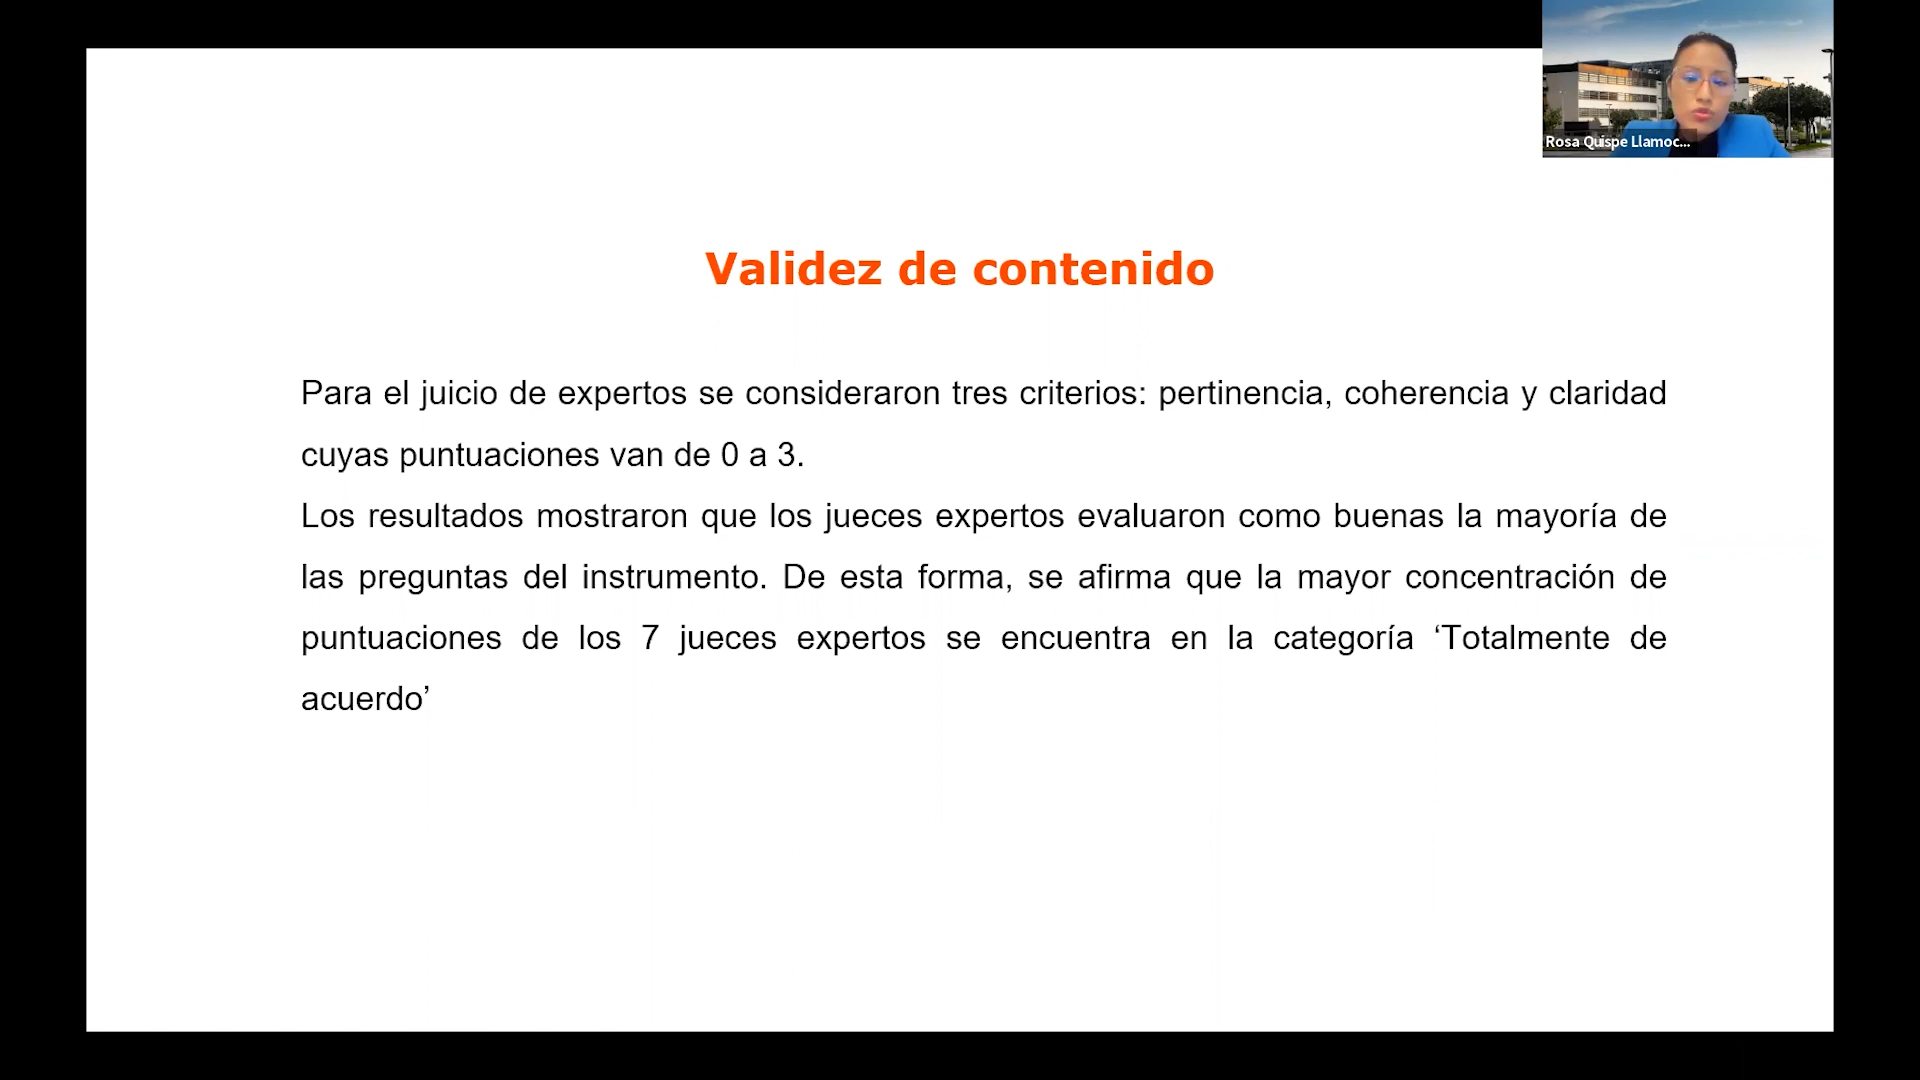 Rosa Quispe Llamoc...
Validez de contenido
Para el juicio de expertos se consideraron tres criterios: pertinencia, coherencia y claridad
cuyas puntuaciones van de 0 a 3.
Los resultados mostraron que los jueces expertos evaluaron como buenas la mayoría de
las preguntas del instrumento. De esta forma, se afirma que la mayor concentración de
puntuaciones de los 7 jueces expertos se encuentra en la categoría ‘Totalmente de
acuerdo’